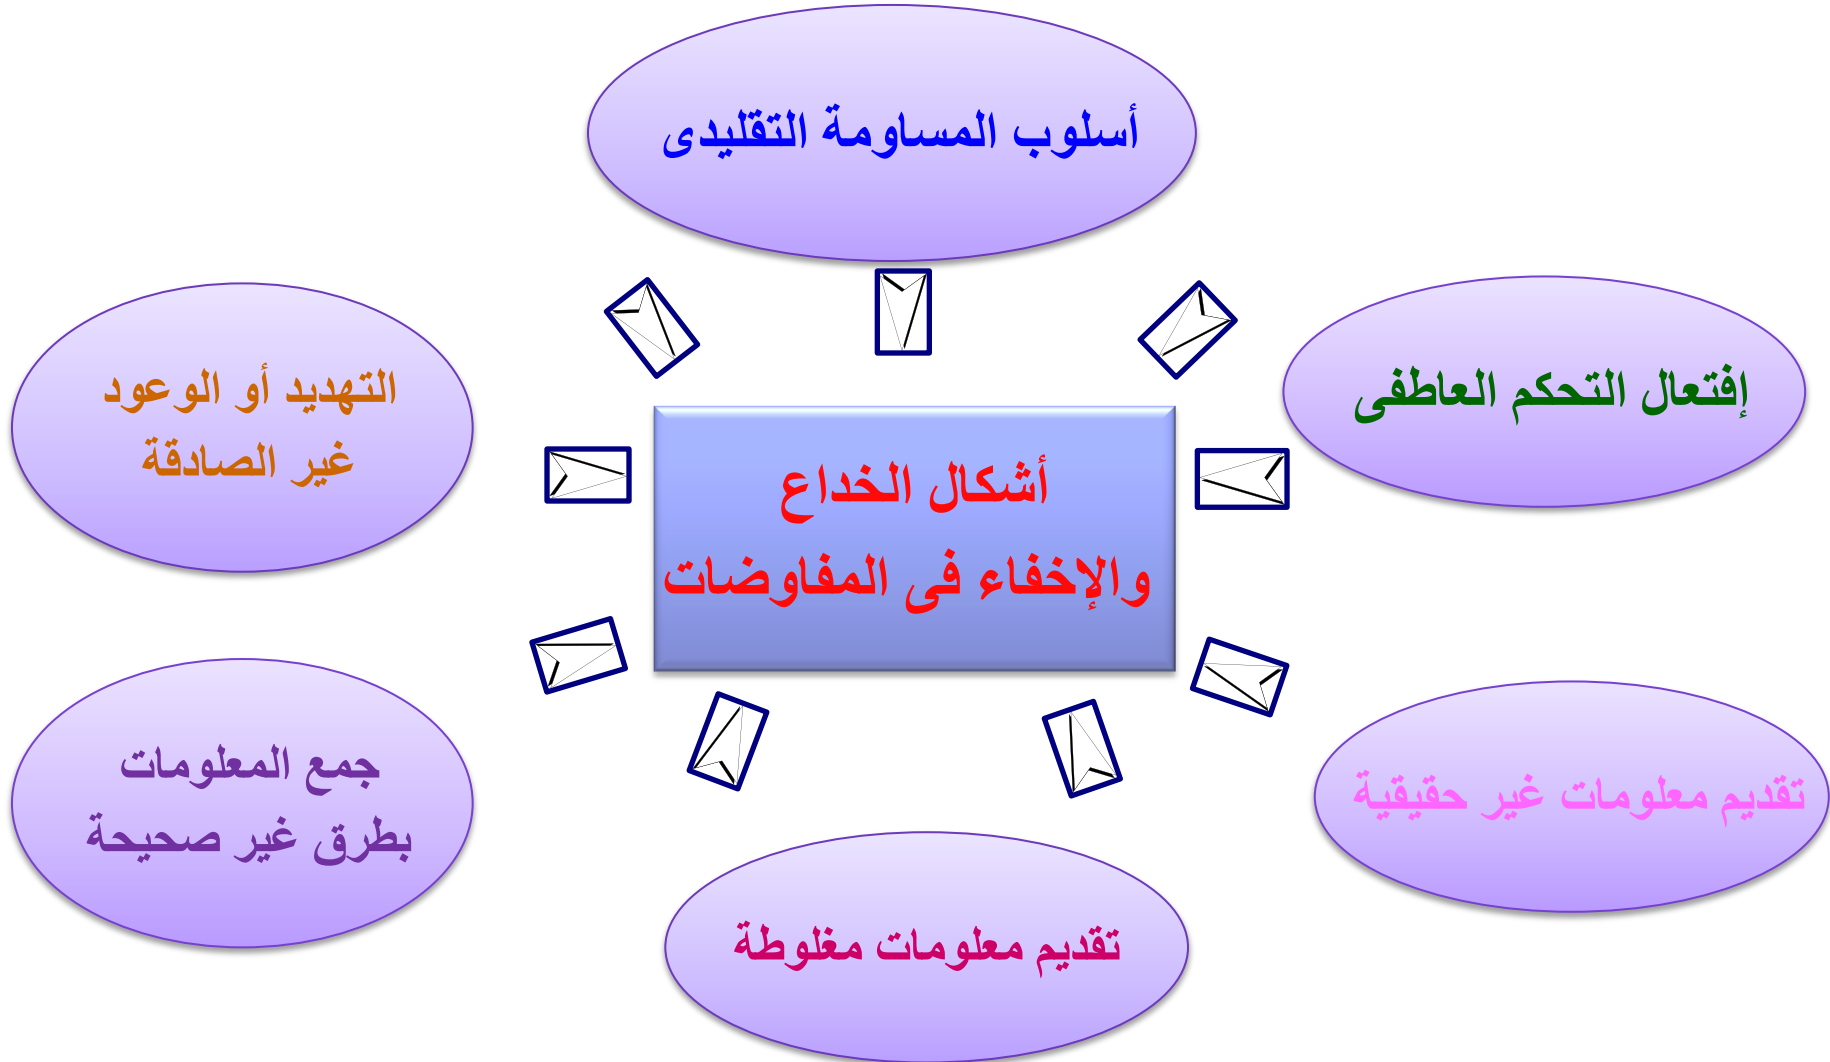 أسلوب المساومة التقليدى
إفتعال التحكم العاطفى
التهديد أو الوعود
غير الصادقة
أشكال الخداع
والإخفاء فى المفاوضات
تقديم معلومات غير حقيقية
جمع المعلومات
بطرق غير صحيحة
تقديم معلومات مغلوطة